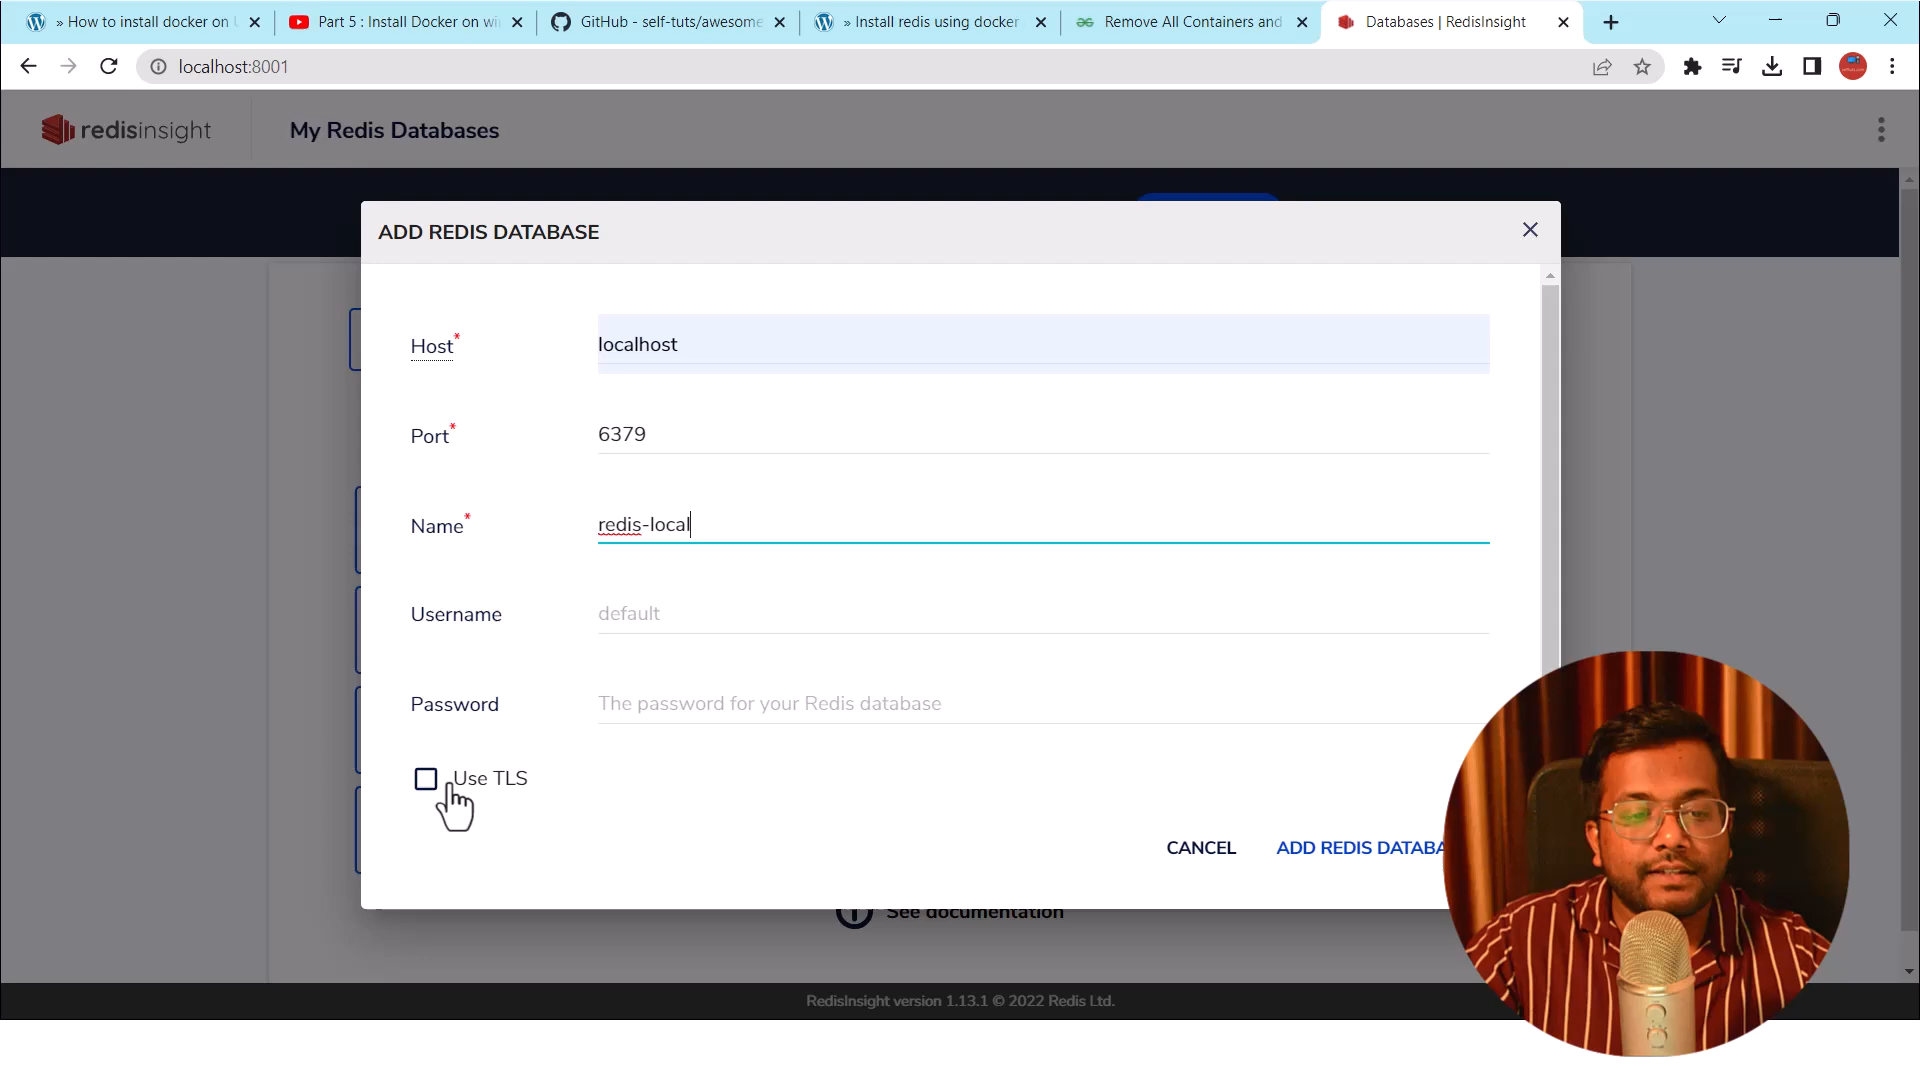 » How to install docker on U
Part 5 : Install Docker on wi
GitHub - self-tuts/awesome
» Install redis using docker
Remove All Containers and
Databases | RedisInsight
localhost:8001
redisinsight
My Redis Databases
ADD REDIS DATABASE
Host*
localhost
Port*
6379
Name*
redis-local
Username
default
Password
The password for your Redis database
Use TLS
CANCEL
ADD REDIS DATABA
See documentation
RedisInsight version 1.13.1 © 2022 Redis Ltd.